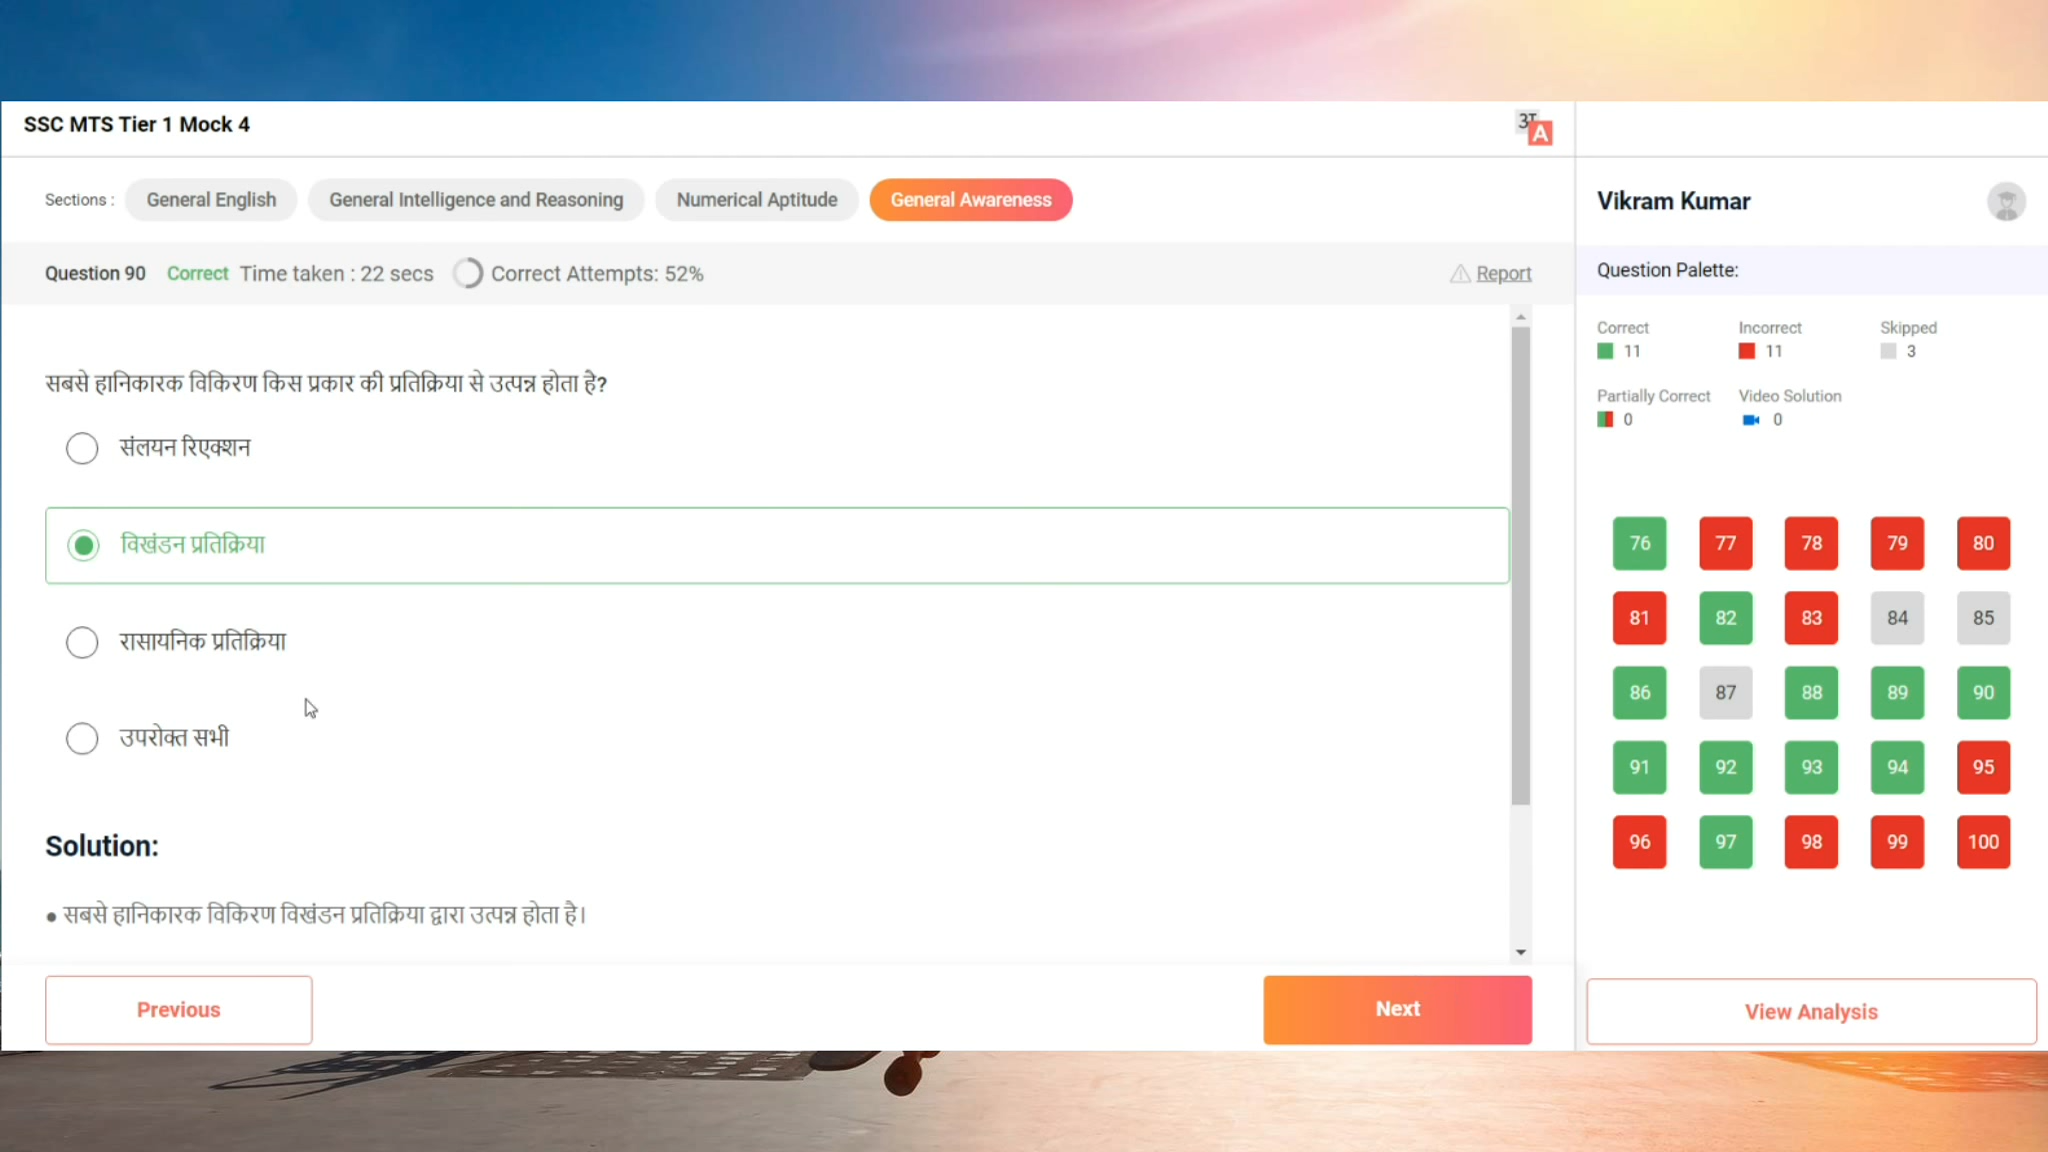 SSC MTS Tier 1 Mock 4
अ A
Sections : General English General Intelligence and Reasoning Numerical Aptitude General Awareness
Question 90 Correct Time taken : 22 secs Correct Attempts: 52% Report
सबसे हानिकारक विकिरण किस प्रकार की प्रतिक्रिया से उत्पन्न होता है?
संलयन रिएक्शन
विखंडन प्रतिक्रिया
रासायनिक प्रतिक्रिया
उपरोक्त सभी
Solution:
• सबसे हानिकारक विकिरण विखंडन प्रतिक्रिया द्वारा उत्पन्न होता है।
Previous Next
Vikram Kumar
Question Palette:
Correct Incorrect Skipped
11 11 3
Partially Correct Video Solution
0 0
76 77 78 79 80
81 82 83 84 85
86 87 88 89 90
91 92 93 94 95
96 97 98 99 100
View Analysis